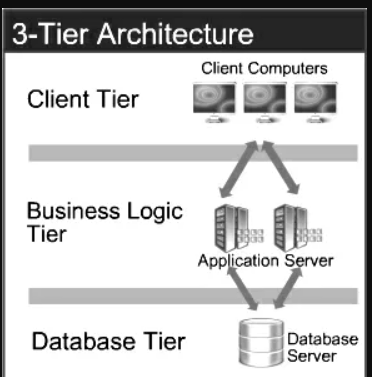 3-Tier Architecture
Client Computers
Client Tier
Business Logic
Tier
Application Server
Database Tier
Database
Server